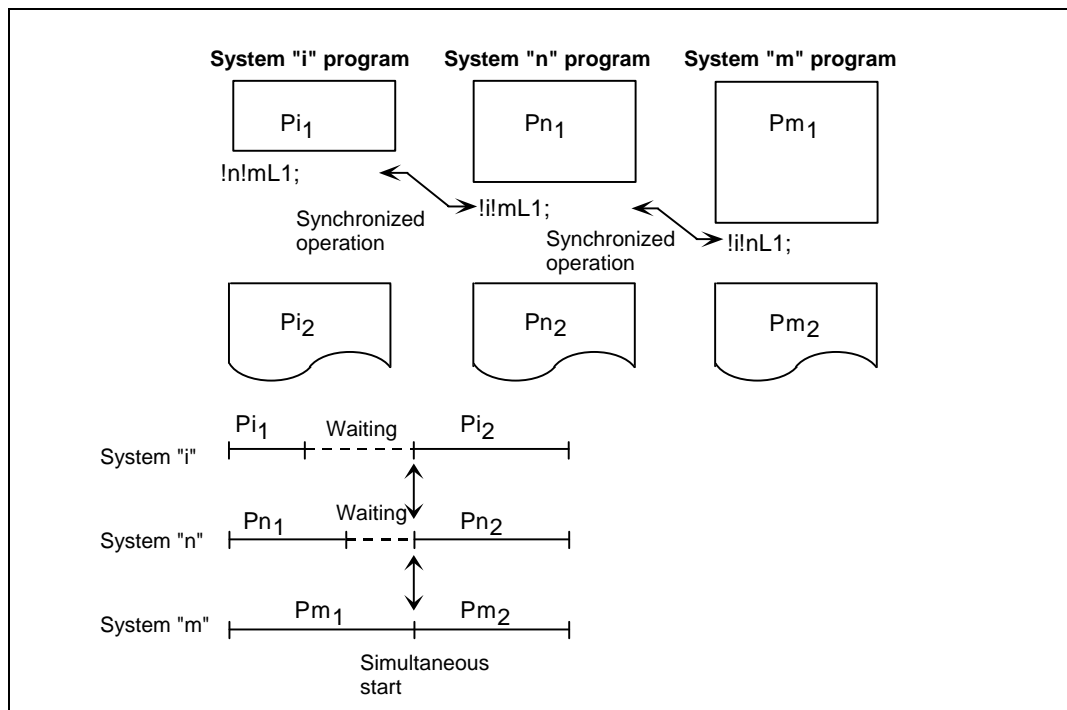 System "i" program System "n" program System "m" program
Pi1 Pn1 Pm1
!n!mL1;
!i!mL1;
!i!nL1;
Synchronized
operation
Synchronized
operation
Pi2 Pn2 Pm2
Pi1 Waiting Pi2
System "i"
Pn1 Waiting Pn2
System "n"
Pm1 Pm2
System "m"
Simultaneous
start